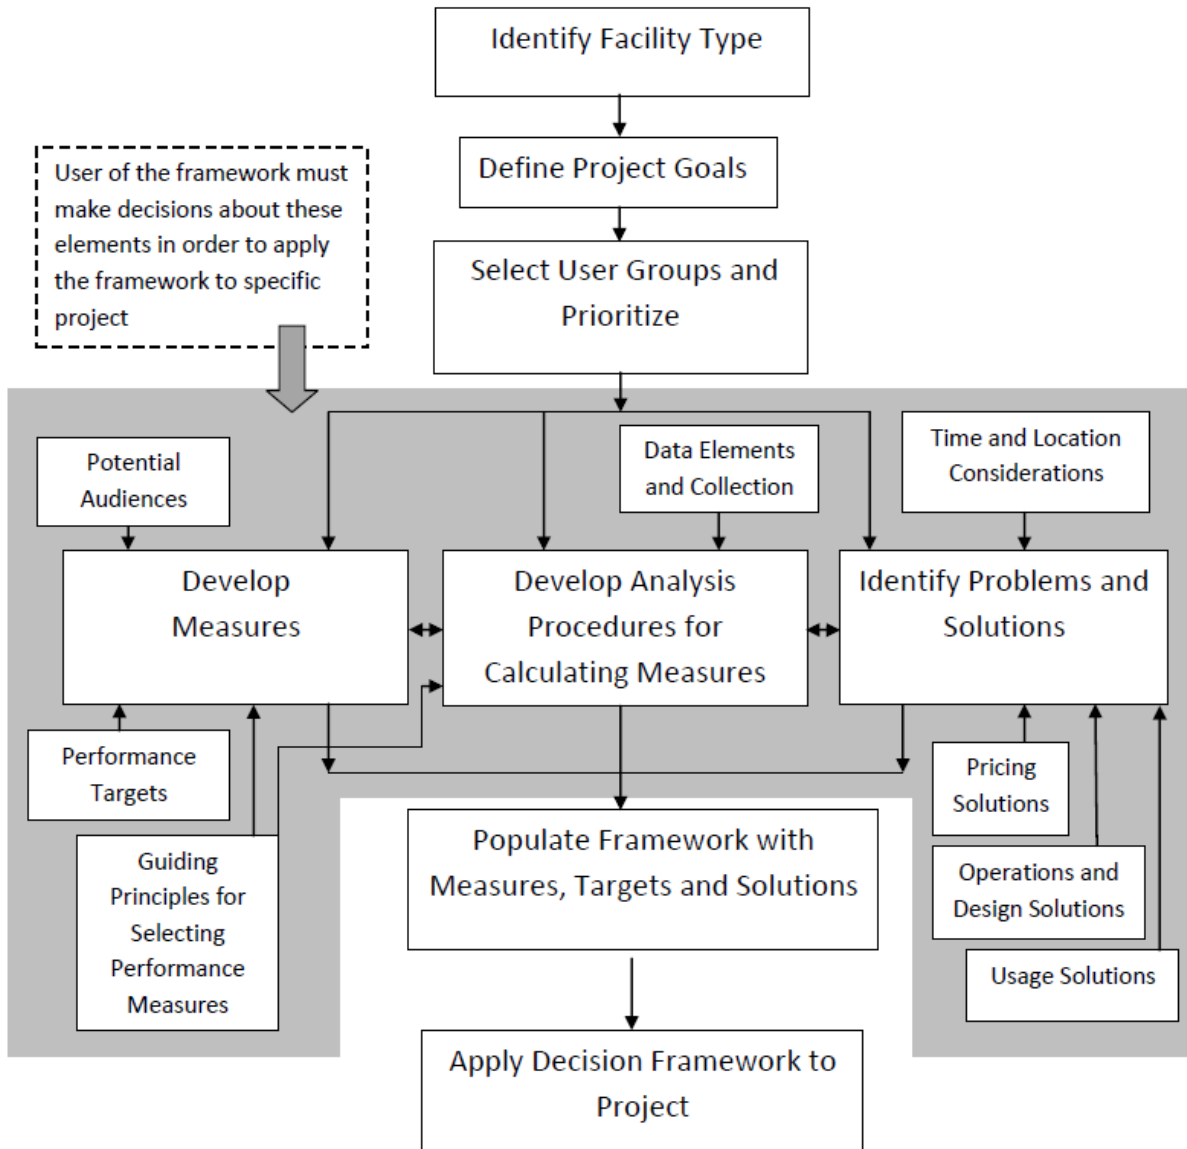 Identify Facility Type
Define Project Goals
User of the framework must
make decisions about these
elements in order to apply
the framework to specific
project
Select User Groups and
Prioritize
Potential
Audiences
Data Elements
and Collection
Time and Location
Considerations
Develop
Measures
Develop Analysis
Procedures for
Calculating Measures
Identify Problems and
Solutions
Performance
Targets
Guiding
Principles for
Selecting
Performance
Measures
Pricing
Solutions
Operations and
Design Solutions
Usage Solutions
Populate Framework with
Measures, Targets and Solutions
Apply Decision Framework to
Project